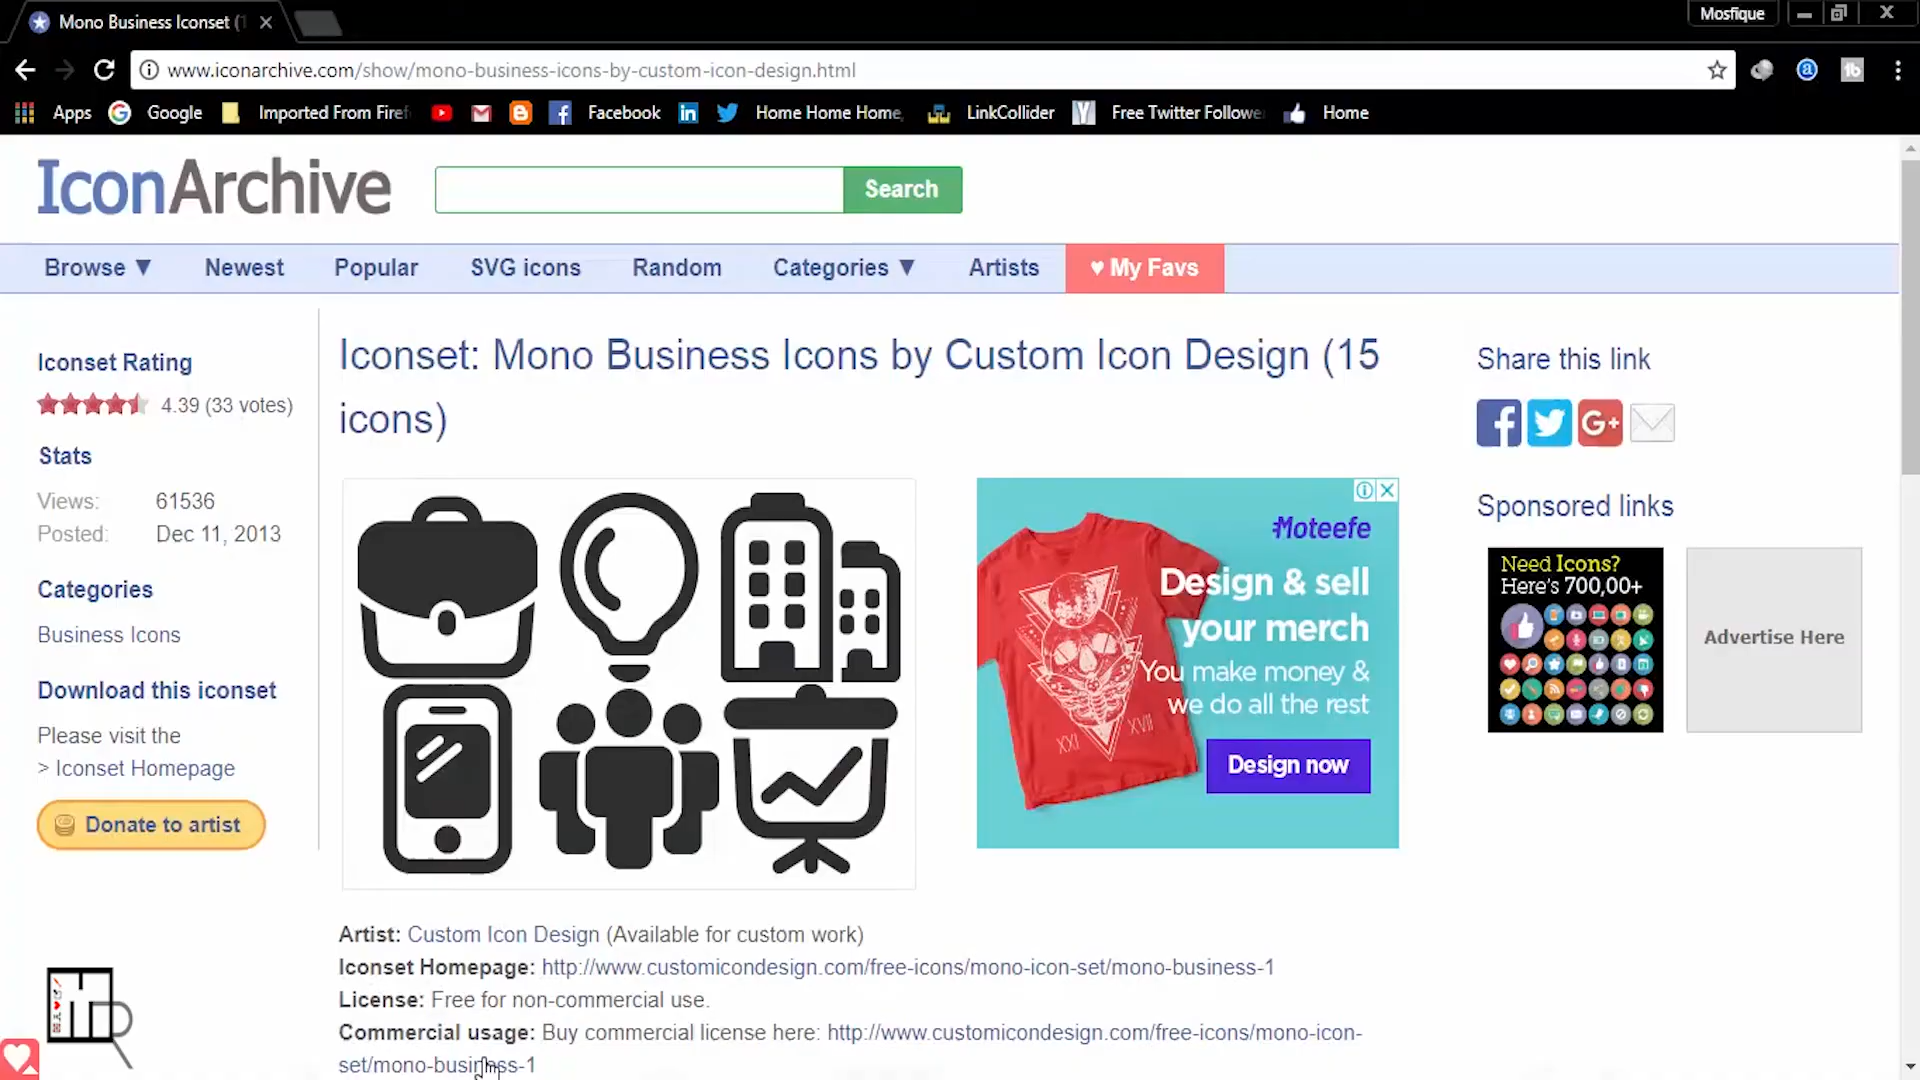 Mono Business Iconset (1
Mosfique
www.iconarchive.com/show/mono-business-icons-by-custom-icon-design.html
Apps Google Imported From Firef Facebook Home Home Home, LinkCollider Free Twitter Followe Home
IconArchive Search
Browse ▼ Newest Popular SVG icons Random Categories ▼ Artists ♥ My Favs
Iconset Rating
4.39 (33 votes)
Stats
Views: 61536
Posted: Dec 11, 2013
Categories
Business Icons
Download this iconset
Please visit the
> Iconset Homepage
Donate to artist
Iconset: Mono Business Icons by Custom Icon Design (15
icons)
Moteefe
Design & sell
your merch
You make money &
we do all the rest
Design now
XXI XVII
Artist: Custom Icon Design (Available for custom work)
Iconset Homepage: http://www.customicondesign.com/free-icons/mono-icon-set/mono-business-1
License: Free for non-commercial use.
Commercial usage: Buy commercial license here: http://www.customicondesign.com/free-icons/mono-icon-
set/mono-business-1
Share this link
Sponsored links
Need Icons?
Here's 700,00+
Advertise Here